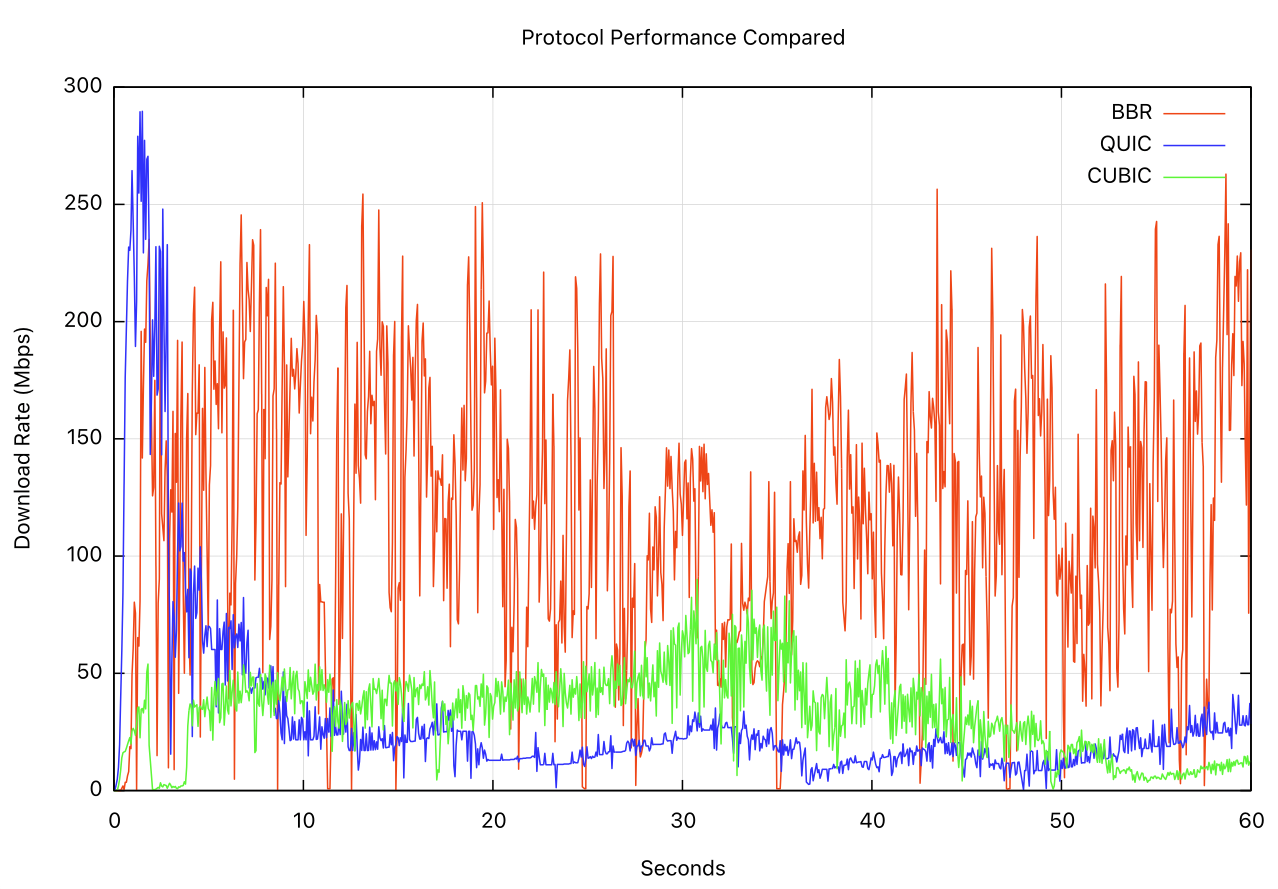 Protocol Performance Compared
300
250
200
150
100
50
0
Download Rate (Mbps)
BBR
QUIC
CUBIC
0 10 20 30 40 50 60
Seconds